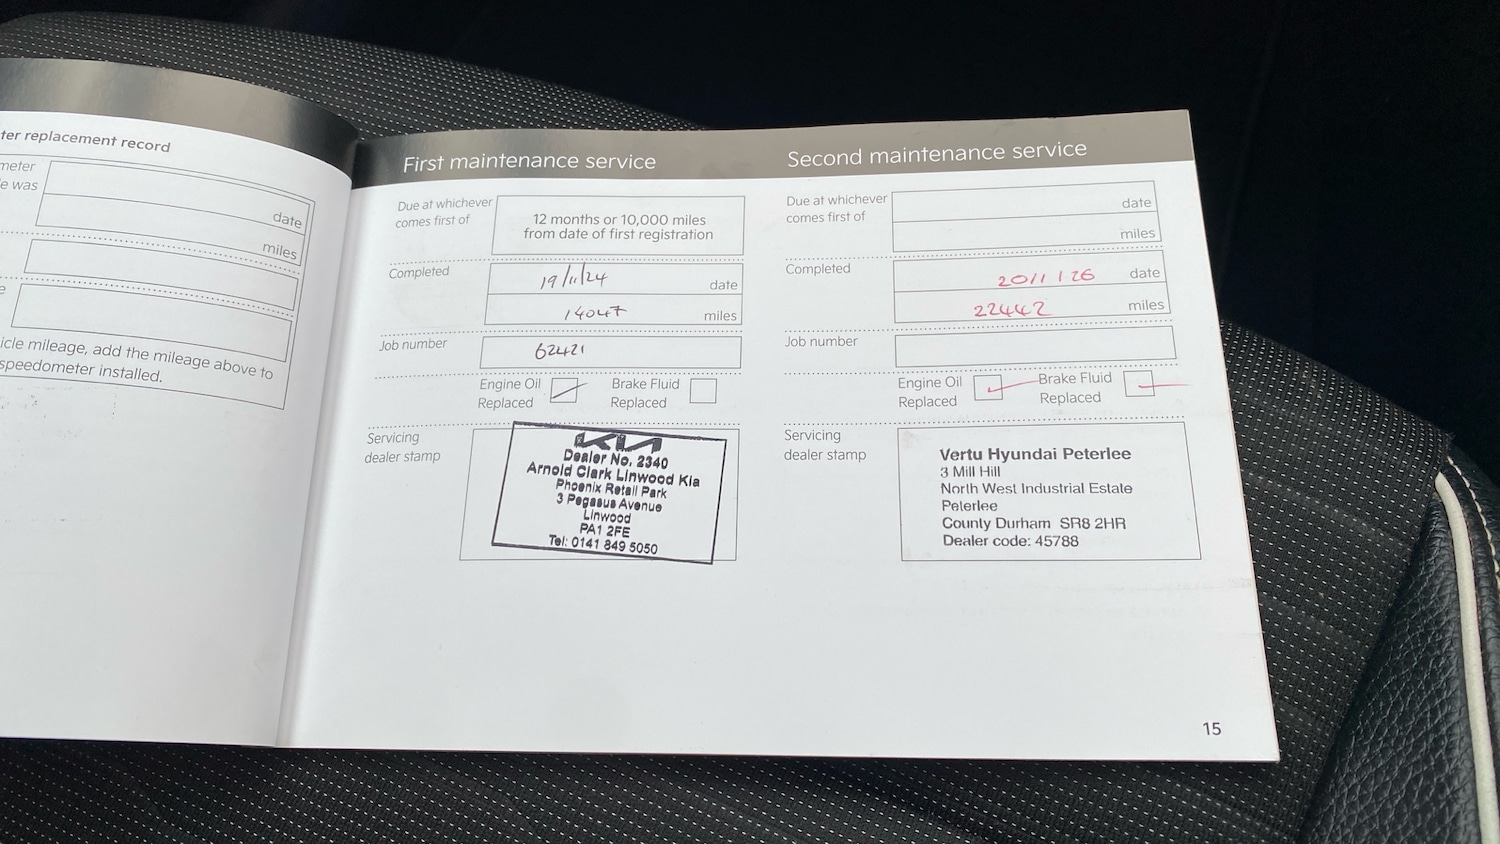 ter replacement record
meter
e was
date
miles
e
icle mileage, add the mileage above to
speedometer installed.
First maintenance service
Due at whichever
comes first of
12 months or 10,000 miles
from date of first registration
Completed
19/11/24
date
14047
miles
Job number
62421
Engine Oil
Replaced
Brake Fluid
Replaced
Servicing
dealer stamp
KIA
Dealer No. 2340
Arnold Clark Linwood Kia
Phoenix Retail Park
3 Pegasus Avenue
Linwood
PA1 2FE
Tel: 0141 849 5050
Second maintenance service
Due at whichever
comes first of
date
miles
Completed
20/1/26
date
22442
miles
Job number
Engine Oil
Replaced
Brake Fluid
Replaced
Servicing
dealer stamp
Vertu Hyundai Peterlee
3 Mill Hill
North West Industrial Estate
Peterlee
County Durham SR8 2HR
Dealer code: 45788
15